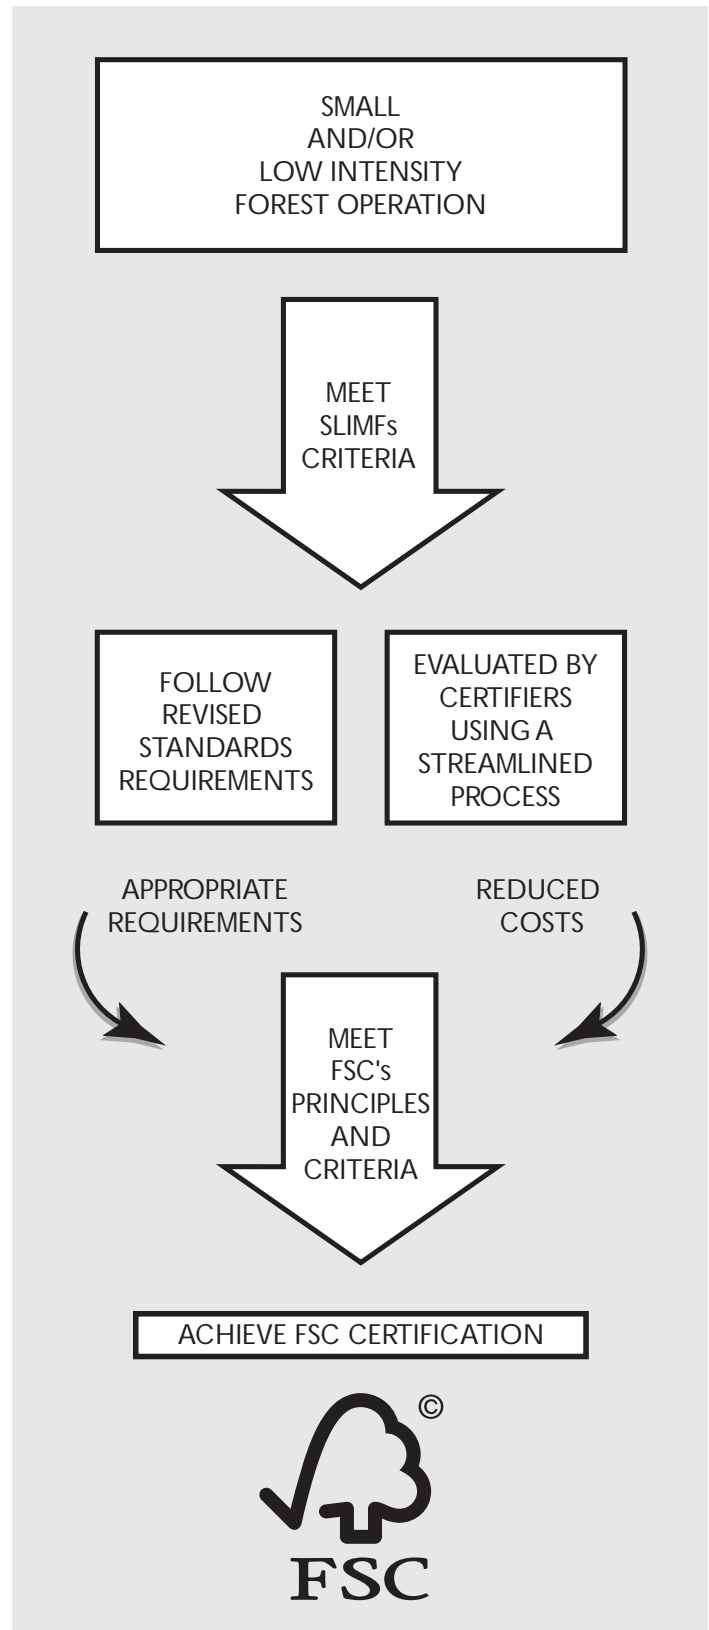 SMALL
AND/OR
LOW INTENSITY
FOREST OPERATION
MEET
SLIMFs
CRITERIA
FOLLOW
REVISED
STANDARDS
REQUIREMENTS
EVALUATED BY
CERTIFIERS
USING A
STREAMLINED
PROCESS
APPROPRIATE
REQUIREMENTS
REDUCED
COSTS
MEET
FSC's
PRINCIPLES
AND
CRITERIA
ACHIEVE FSC CERTIFICATION
©
FSC